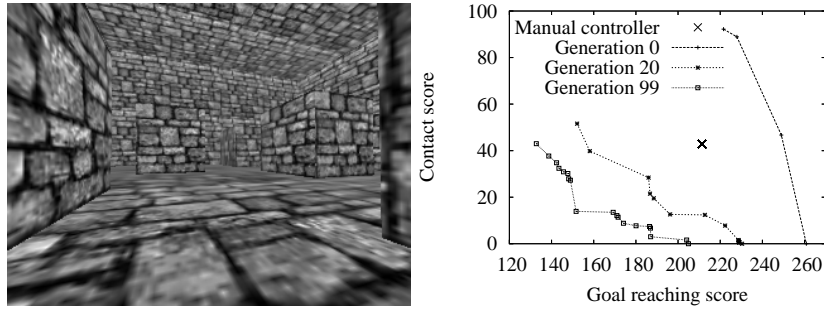 100
80
60
40
20
0
Contact score
Manual controller
Generation 0
Generation 20
Generation 99
120 140 160 180 200 220 240 260
Goal reaching score